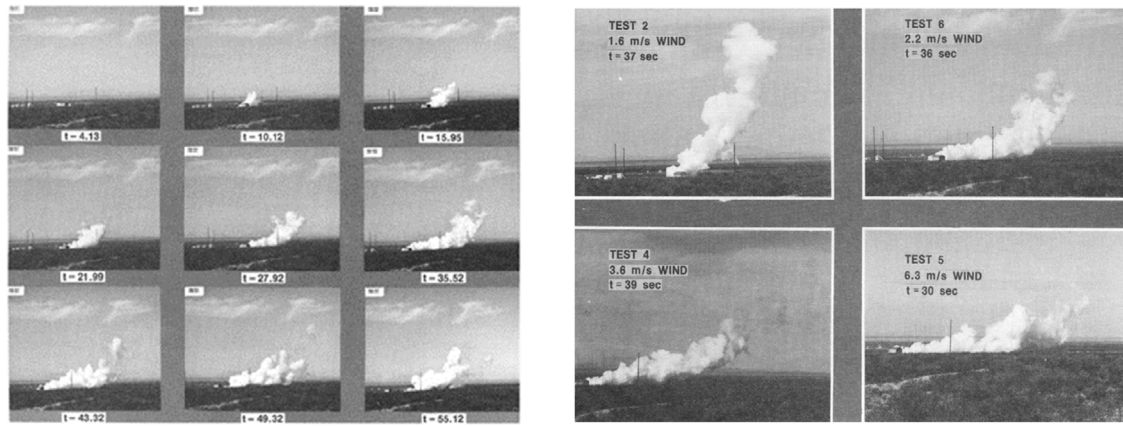 t=4.13
t=10.12
t=15.95
t=21.99
t=27.92
t=35.52
t=43.32
t=49.32
t=55.12
TEST 2
1.6 m/s WIND
t=37 sec
TEST 6
2.2 m/s WIND
t=36 sec
TEST 4
3.6 m/s WIND
t=39 sec
TEST 5
6.3 m/s WIND
t=30 sec